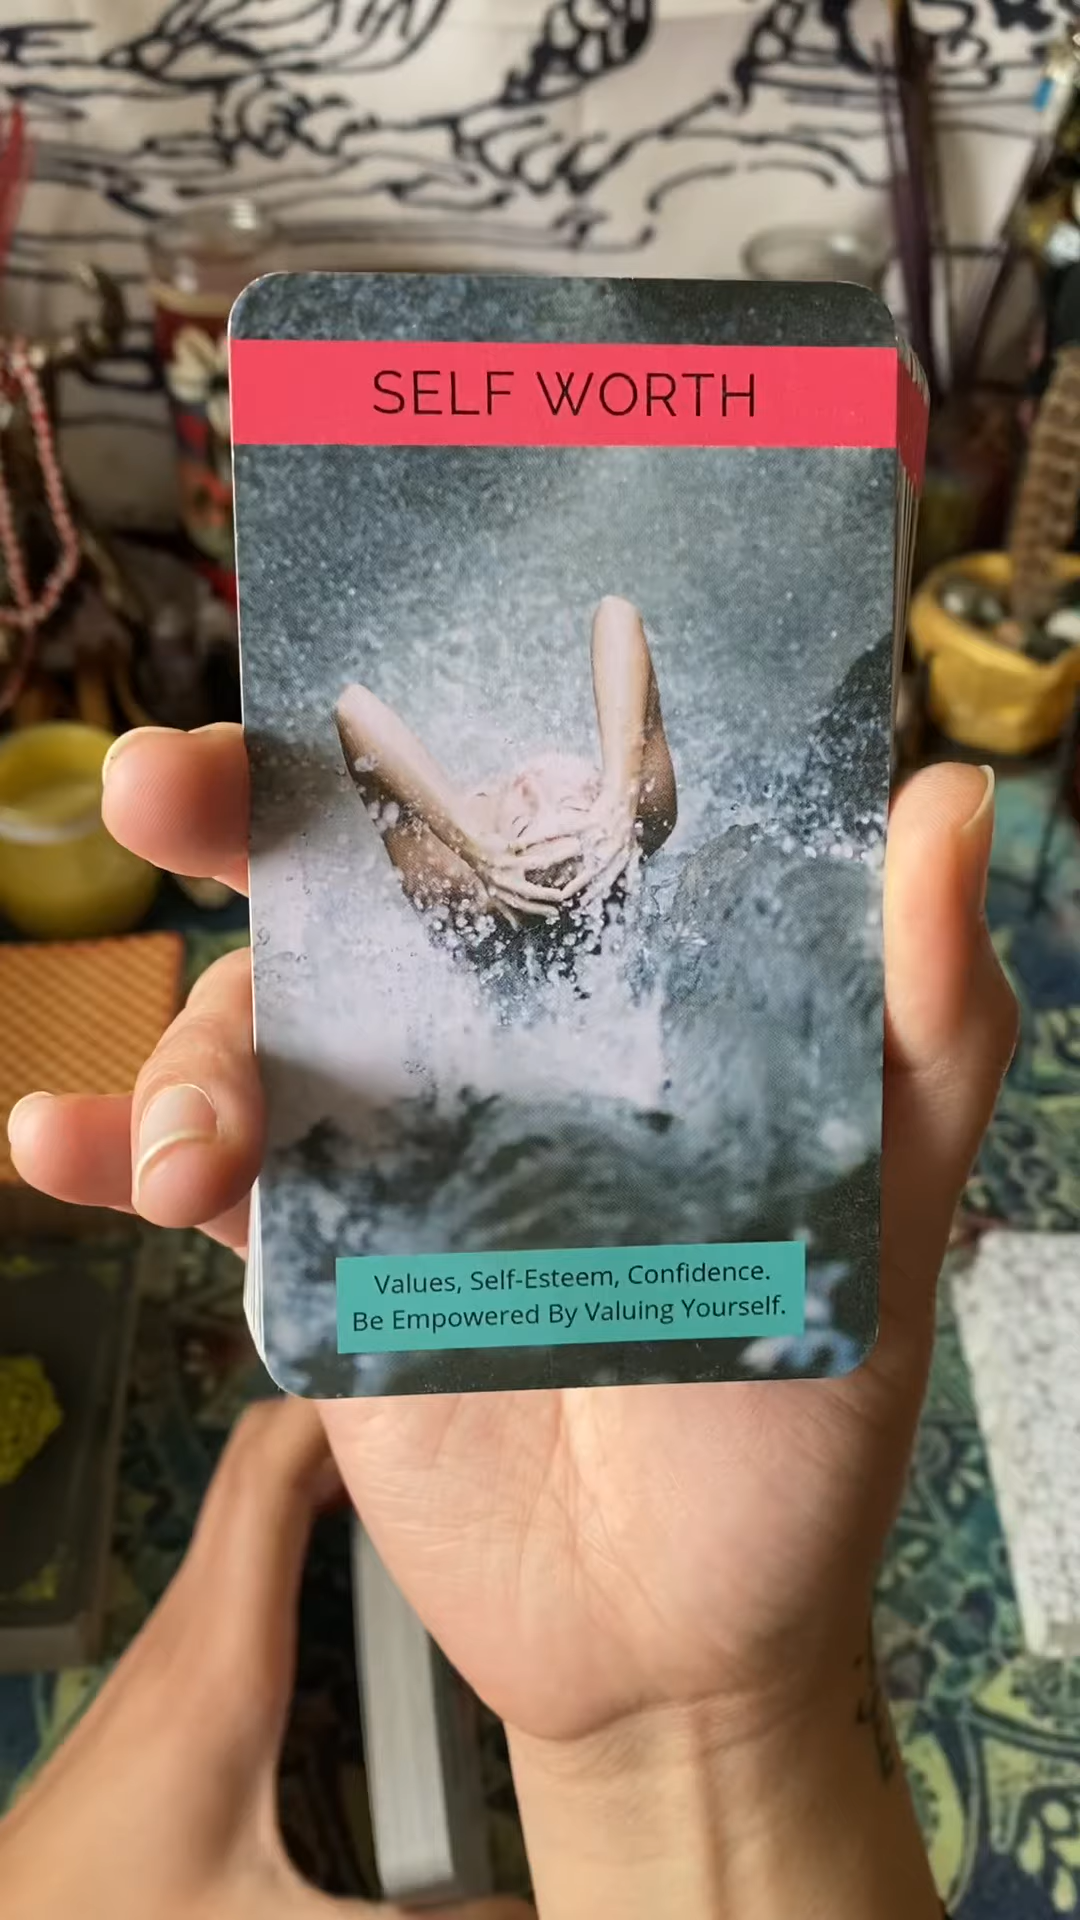 SELF WORTH
Values, Self-Esteem, Confidence.
Be Empowered By Valuing Yourself.